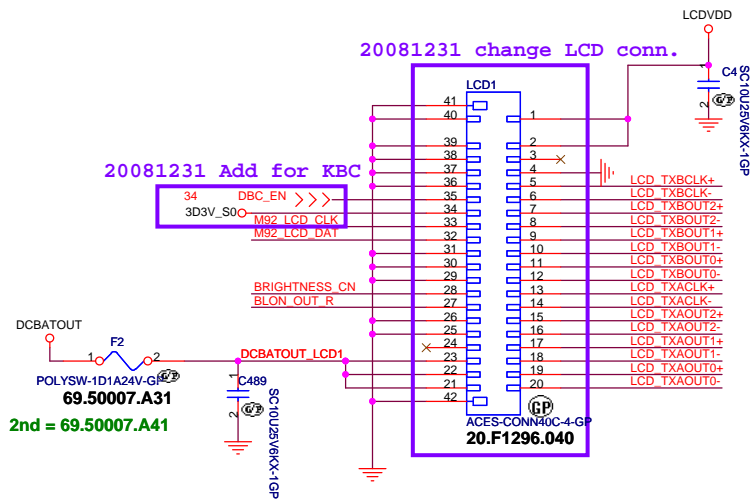 LCDVDD
20081231 change LCD conn.
C4
SC10U25V6KX-1GP
1
2
G/P
LCD1
41
40
39
38
37
36
35
34
33
32
31
30
29
28
27
26
25
24
23
22
21
42
1
2
3
4
5
6
7
8
9
10
11
12
13
14
15
16
17
18
19
20
20081231 Add for KBC
34 DBC_EN
3D3V_S0
M92_LCD_CLK
M92_LCD_DAT
BRIGHTNESS_CN
BLON_OUT_R
LCD_TXBCLK+
LCD_TXBCLK-
LCD_TXBOUT2+
LCD_TXBOUT2-
LCD_TXBOUT1+
LCD_TXBOUT1-
LCD_TXBOUT0+
LCD_TXBOUT0-
LCD_TXACLK+
LCD_TXACLK-
LCD_TXAOUT2+
LCD_TXAOUT2-
LCD_TXAOUT1+
LCD_TXAOUT1-
LCD_TXAOUT0+
LCD_TXAOUT0-
DCBATOUT
F2
1 2
DCBATOUT_LCD1
POLYSW-1D1A24V-GP
G/P
69.50007.A31
2nd = 69.50007.A41
1
2
C489
G/P
SC10U25V6KX-1GP
GP
ACES-CONN40C-4-GP
20.F1296.040